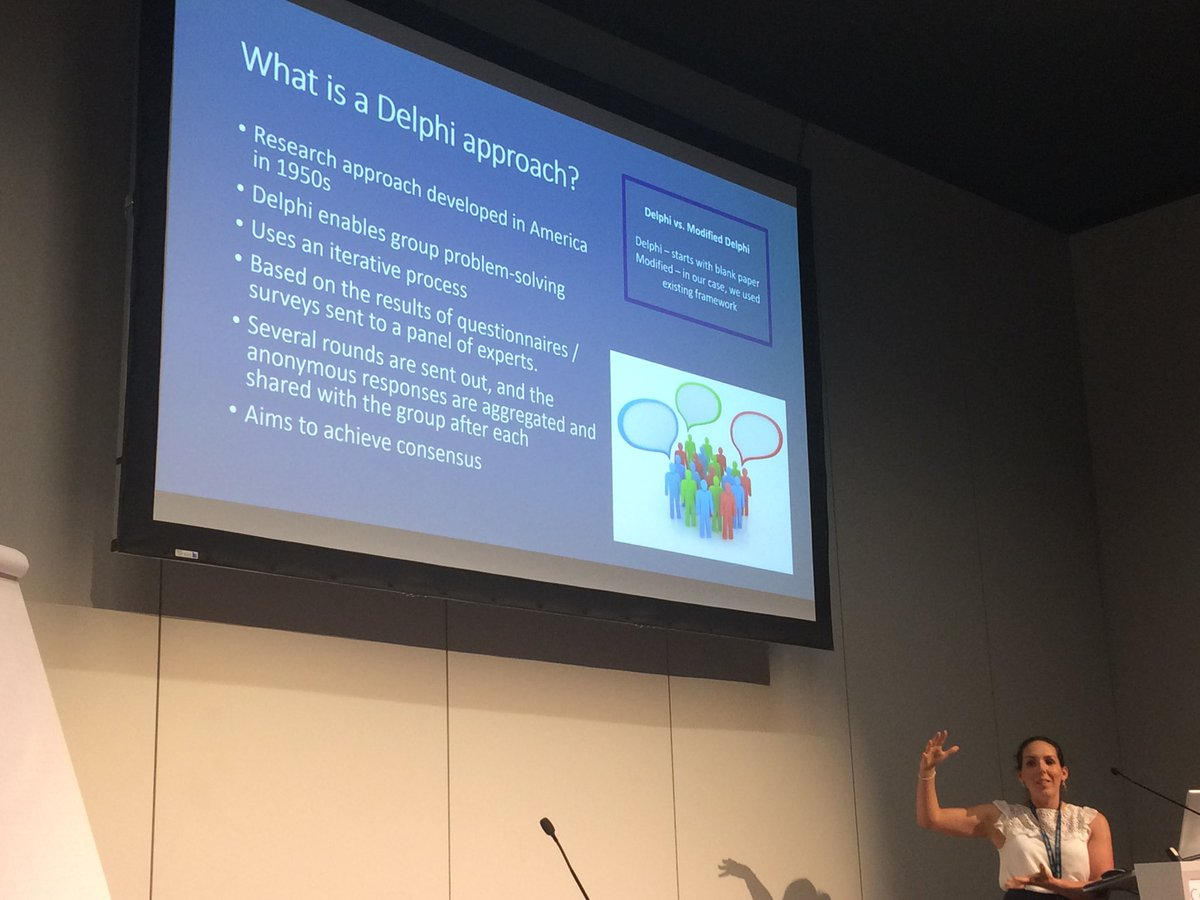 What is a Delphi approach?
• Research approach developed in America
in 1950s
• Delphi enables group problem-solving
• Uses an iterative process
• Based on the results of questionnaires /
surveys sent to a panel of experts.
• Several rounds are sent out, and the
anonymous responses are aggregated and
shared with the group after each
• Aims to achieve consensus
Delphi vs. Modified Delphi
Delphi – starts with blank paper
Modified – in our case, we used
existing framework